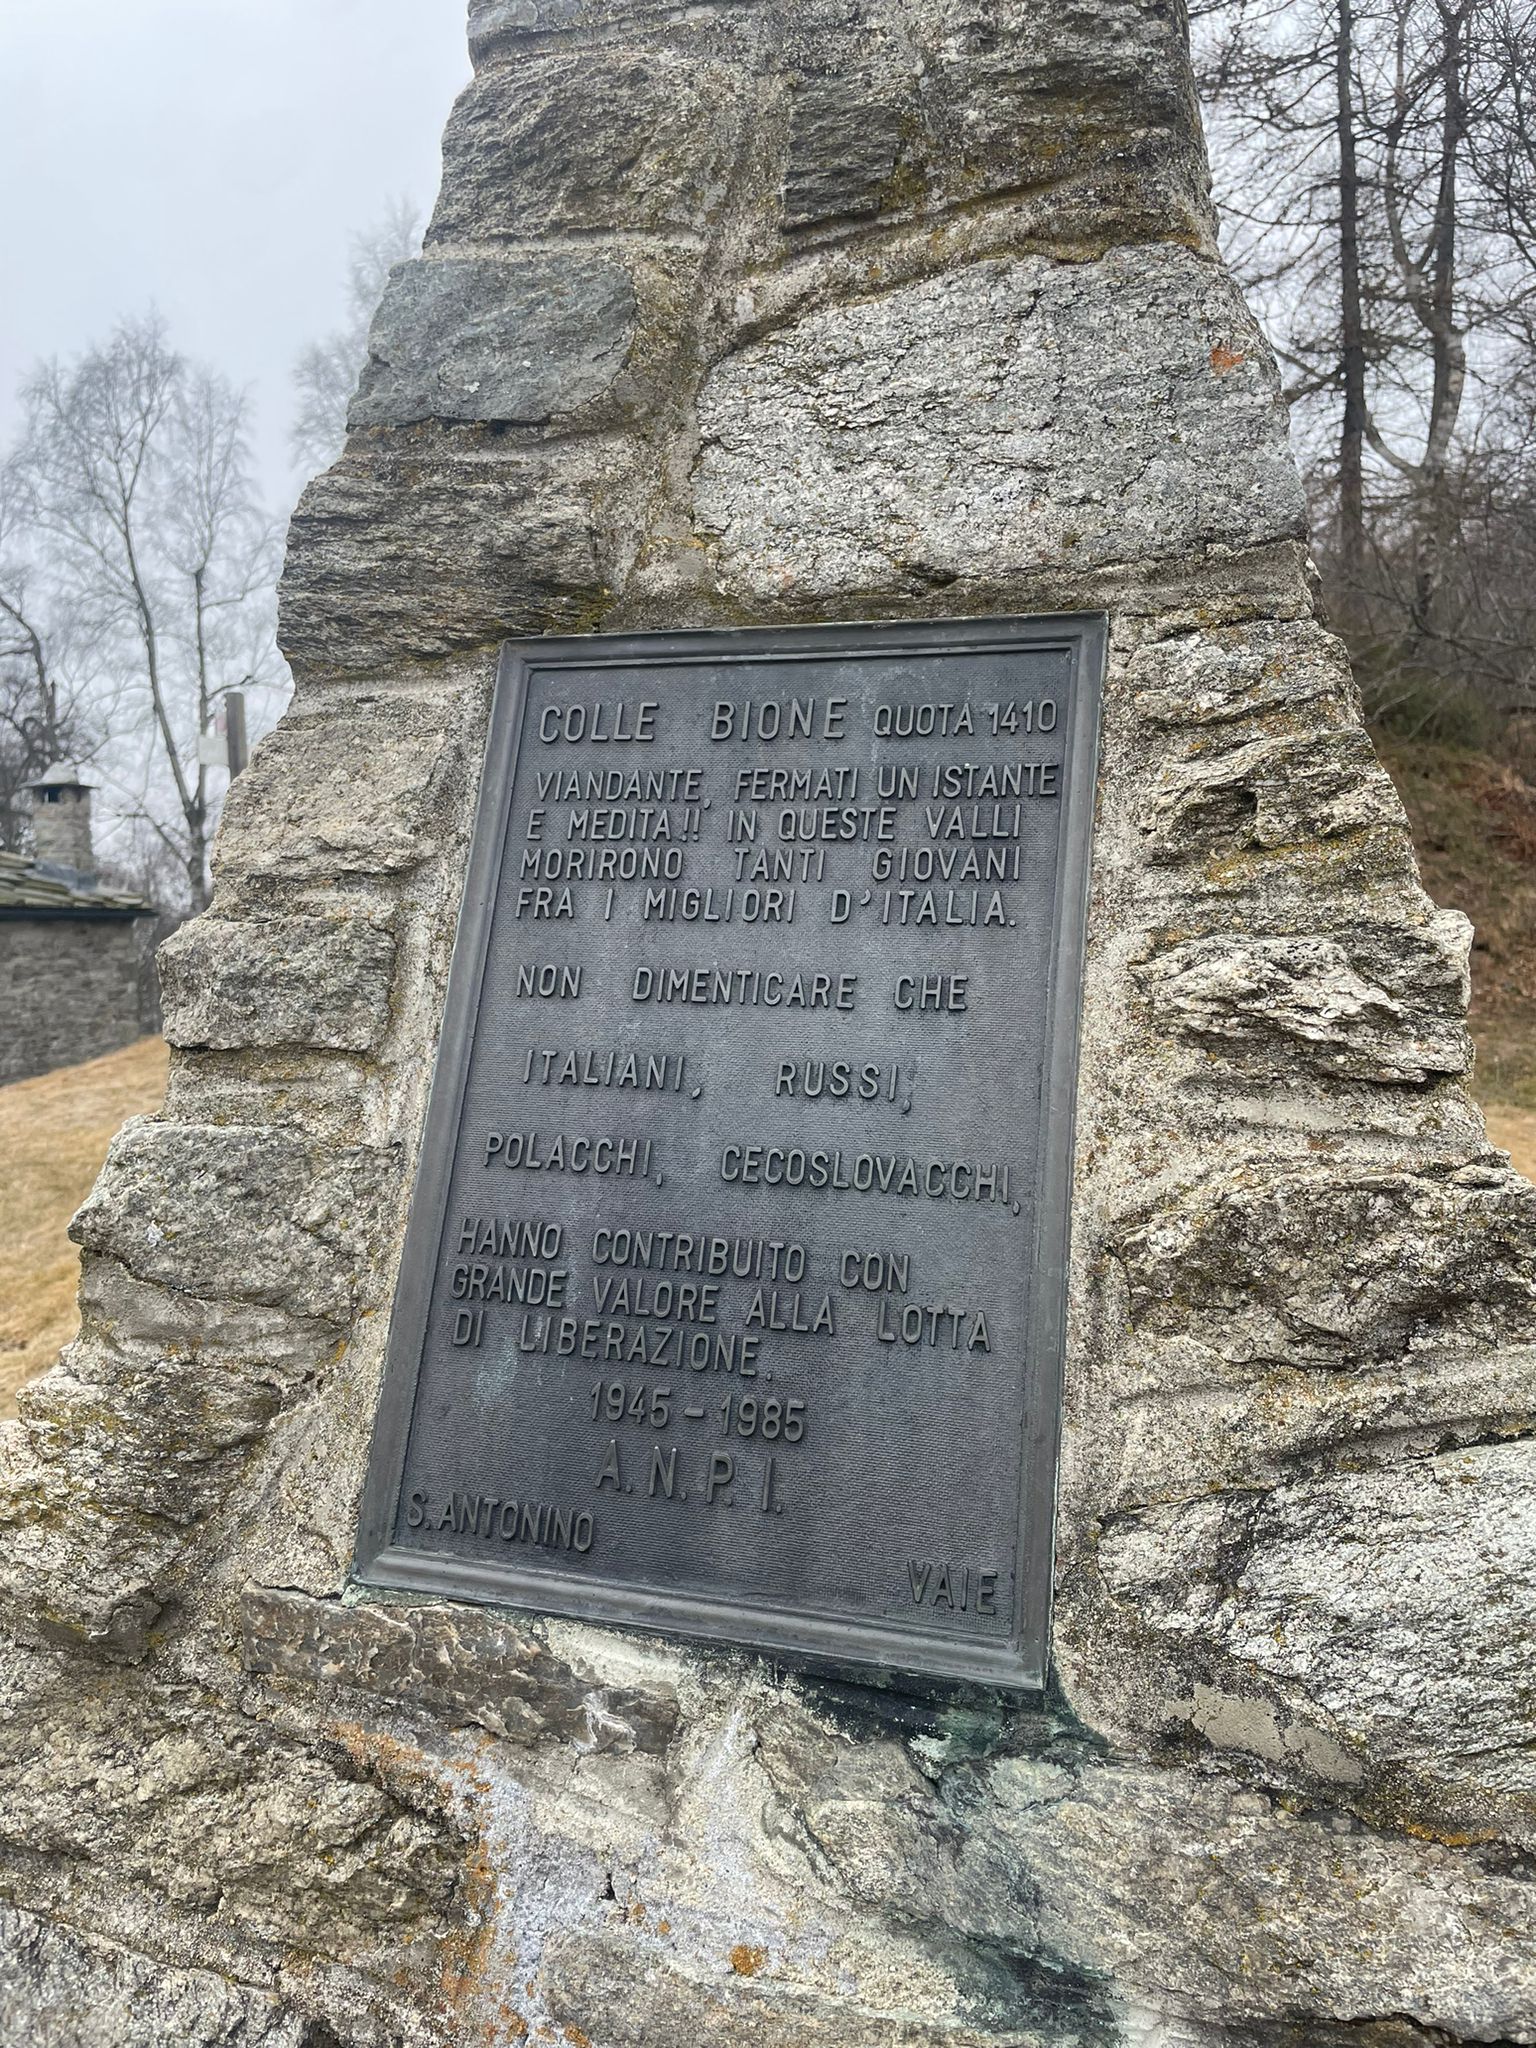 COLLE BIONE QUOTA 1410
VIANDANTE, FERMATI UN ISTANTE
E MEDITA!! IN QUESTE VALLI
MORIRONO TANTI GIOVANI
FRA I MIGLIORI D'ITALIA.
NON DIMENTICARE CHE
ITALIANI, RUSSI,
POLACCHI, CECOSLOVACCHI,
HANNO CONTRIBUITO CON
GRANDE VALORE ALLA LOTTA
DI LIBERAZIONE.
1945-1985
A.N.P.I.
S.ANTONINO
VAIE